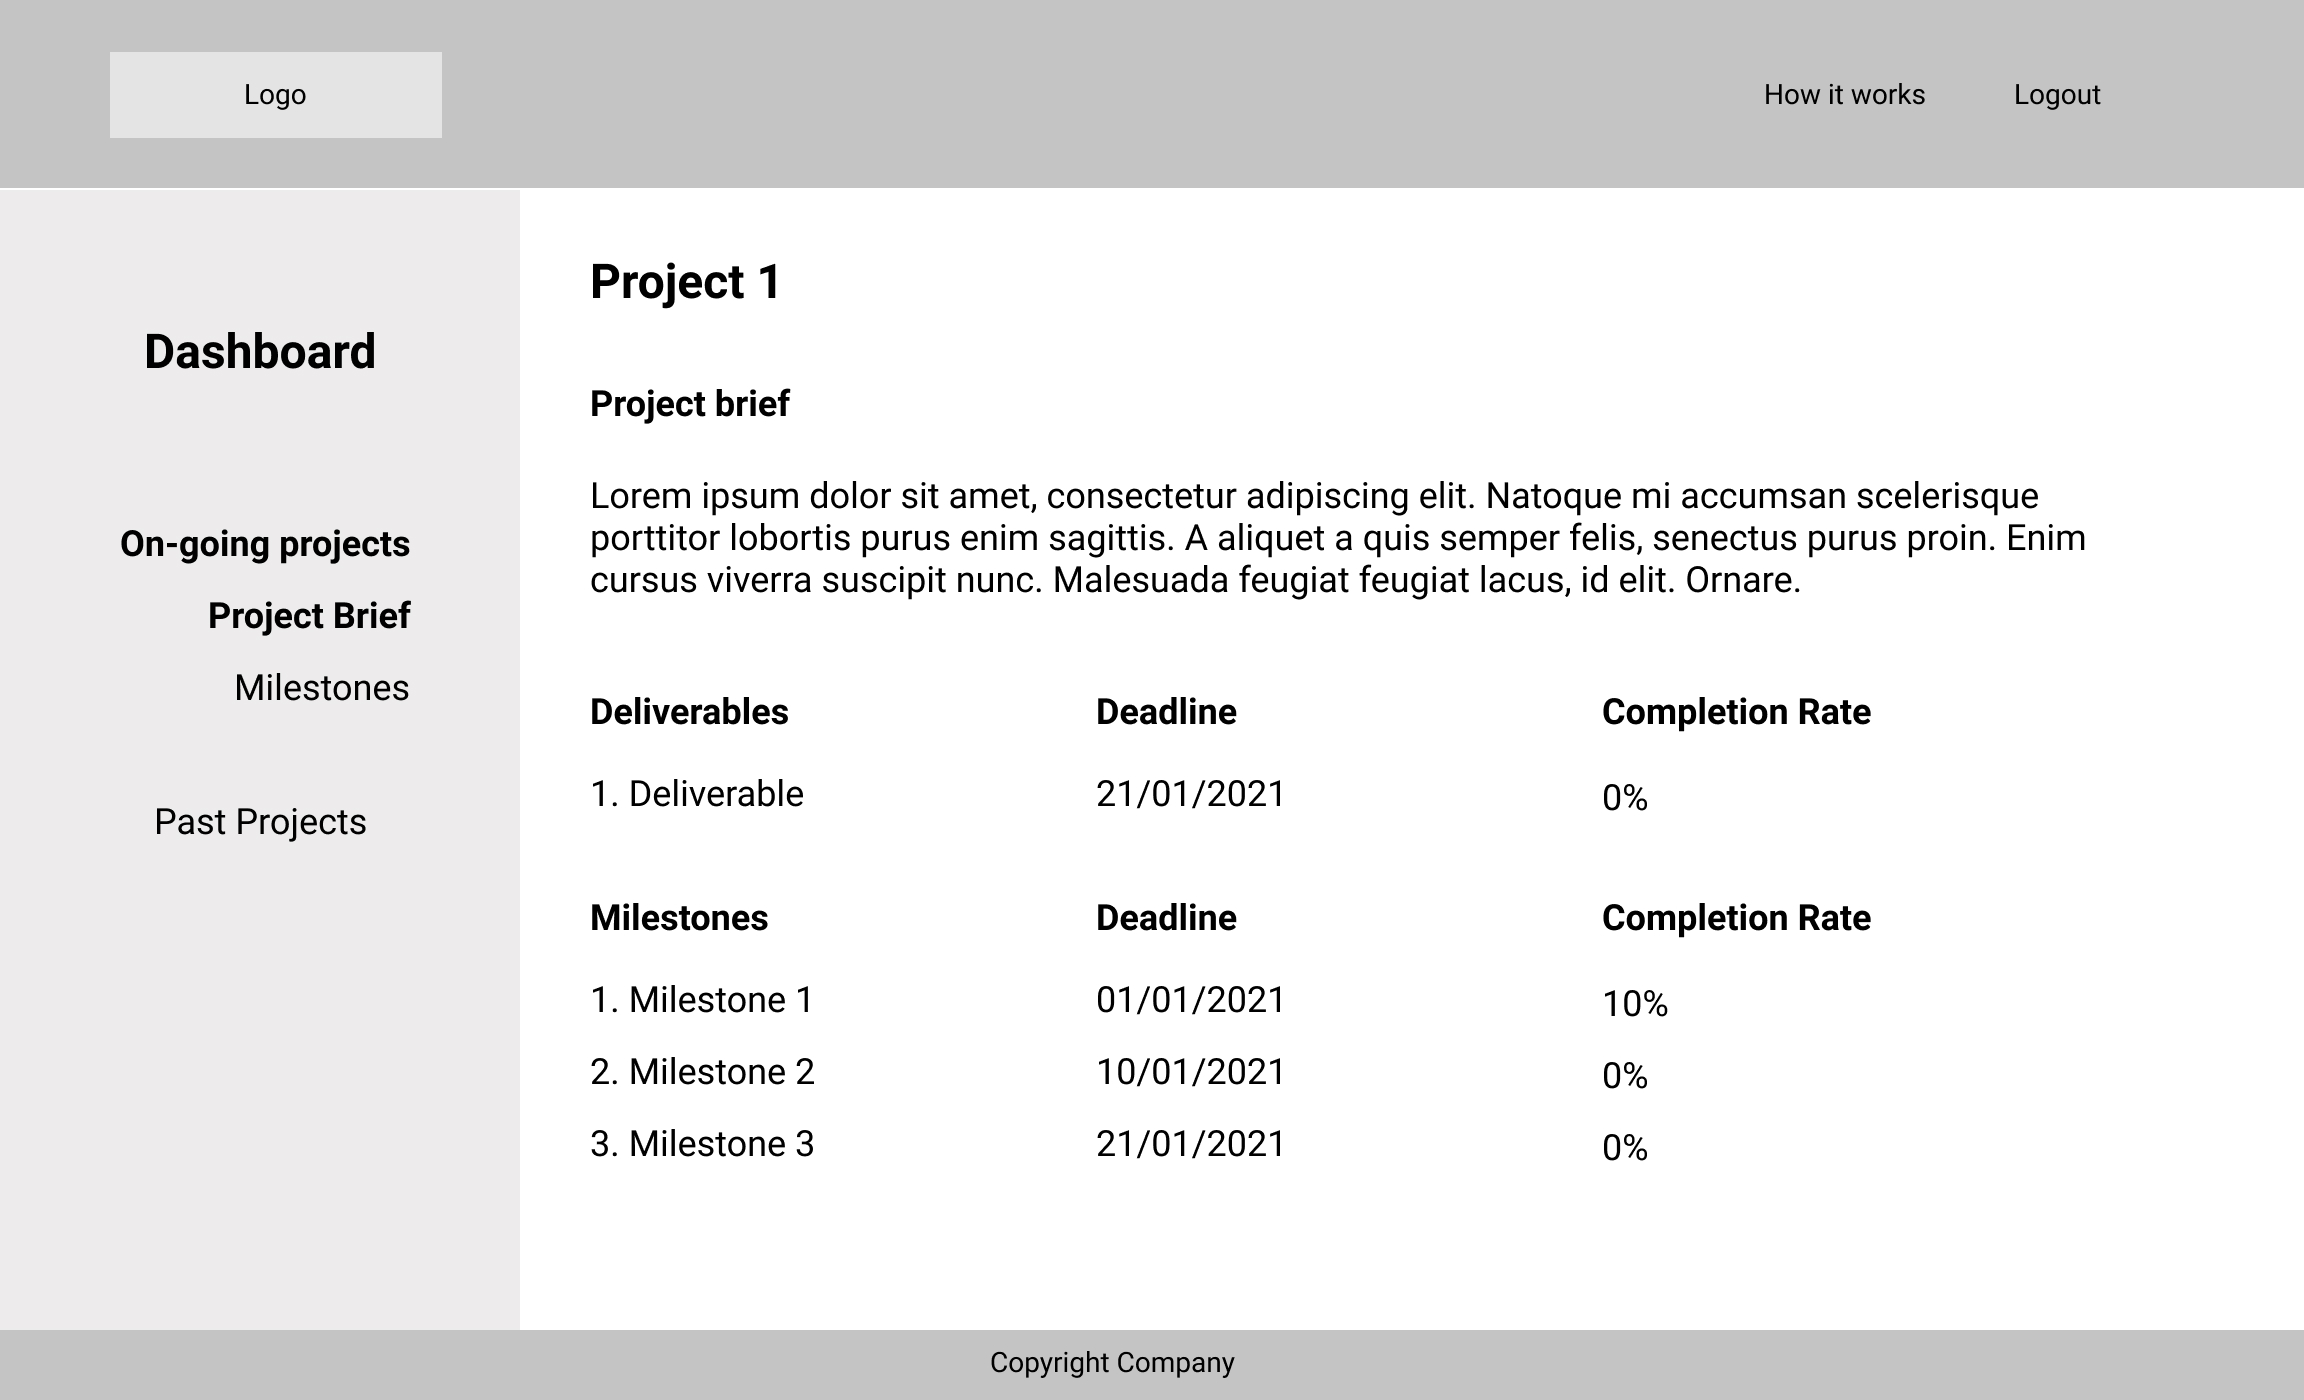 Logo
How it works
Logout
Dashboard
On-going projects
Project Brief
Milestones
Past Projects
Project 1
Project brief
Lorem ipsum dolor sit amet, consectetur adipiscing elit. Natoque mi accumsan scelerisque
porttitor lobortis purus enim sagittis. A aliquet a quis semper felis, senectus purus proin. Enim
cursus viverra suscipit nunc. Malesuada feugiat feugiat lacus, id elit. Ornare.
Deliverables Deadline Completion Rate
1. Deliverable 21/01/2021 0%
Milestones Deadline Completion Rate
1. Milestone 1 01/01/2021 10%
2. Milestone 2 10/01/2021 0%
3. Milestone 3 21/01/2021 0%
Copyright Company